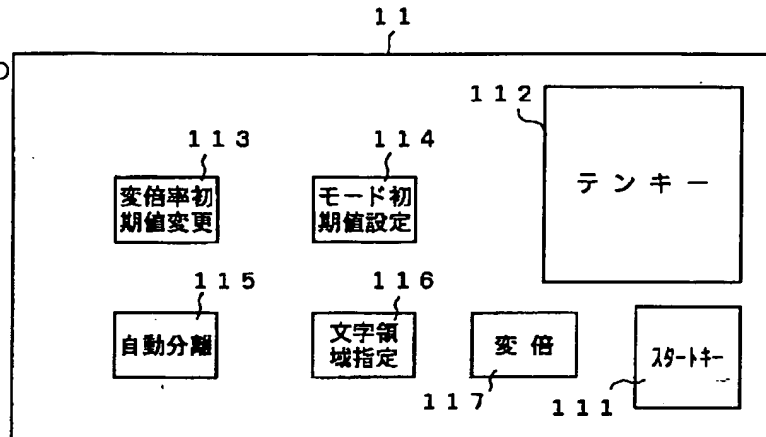 11
112
113
114
変倍率初
期値変更
モード初
期値設定
テンキー
115
116
自動分離
文字領
域指定
変倍
スタートキー
117
111